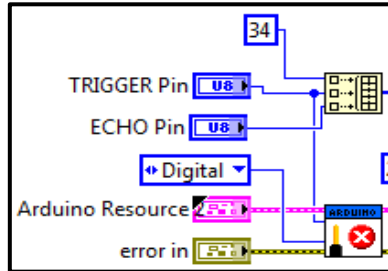 34
TRIGGER Pin U8
ECHO Pin U8
Digital
Arduino Resource
error in
ARDUINO